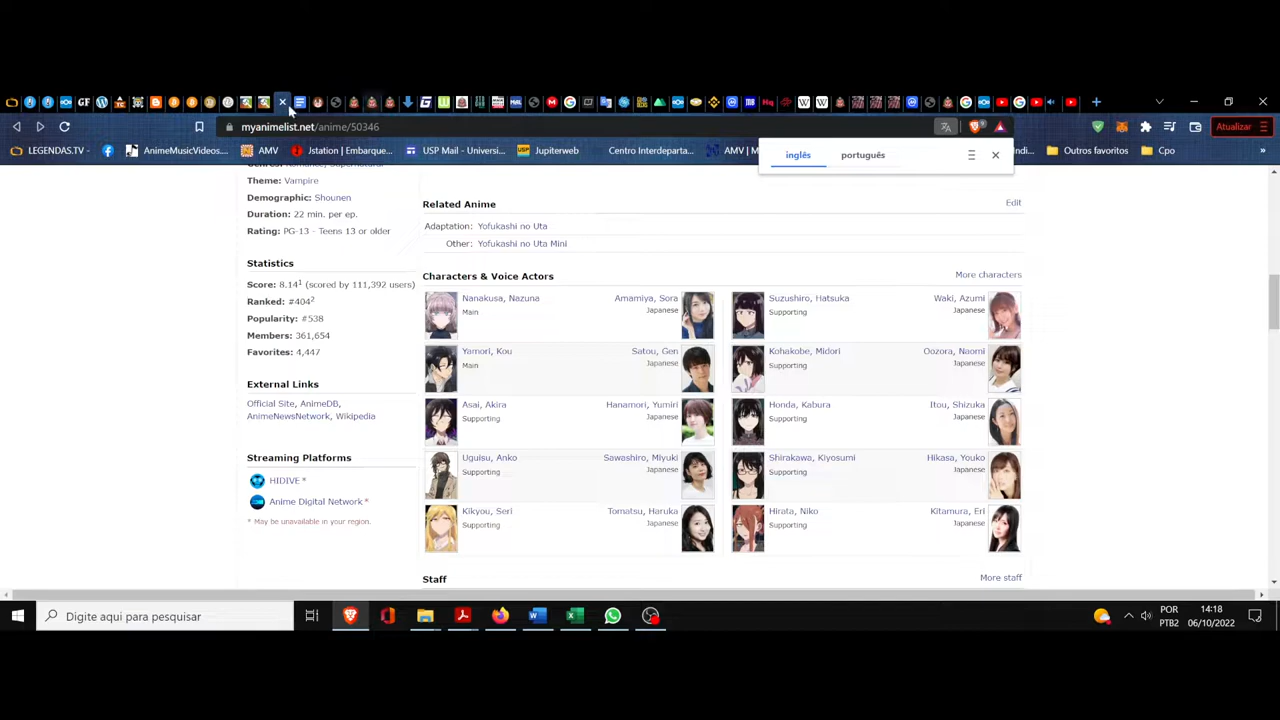 myanimelist.net/anime/50346
Atualizar
LEGENDAS.TV
AnimeMusicVideos...
AMV
Jstation | Embarque...
USP Mail - Universi...
Jupiterweb
Centro Interdeparta...
AMV | M
ndi...
Outros favoritos
Cpo
inglês
português
Theme: Vampire
Demographic: Shounen
Duration: 22 min. per ep.
Rating: PG-13 - Teens 13 or older
Statistics
Score: 8.14¹ (scored by 111,392 users)
Ranked: #404²
Popularity: #538
Members: 361,654
Favorites: 4,447
External Links
Official Site, AnimeDB,
AnimeNewsNetwork, Wikipedia
Streaming Platforms
HIDIVE *
Anime Digital Network *
* May be unavailable in your region.
Related Anime
Edit
Adaptation: Yofukashi no Uta
Other: Yofukashi no Uta Mini
Characters & Voice Actors
More characters
Nanakusa, Nazuna
Main
Amamiya, Sora
Japanese
Suzushiro, Hatsuka
Supporting
Waki, Azumi
Japanese
Yamori, Kou
Main
Satou, Gen
Japanese
Kohakobe, Midori
Supporting
Oozora, Naomi
Japanese
Asai, Akira
Supporting
Hanamori, Yumiri
Japanese
Honda, Kabura
Supporting
Itou, Shizuka
Japanese
Uguisu, Anko
Supporting
Sawashiro, Miyuki
Japanese
Shirakawa, Kiyosumi
Supporting
Hikasa, Youko
Japanese
Kikyou, Seri
Supporting
Tomatsu, Haruka
Japanese
Hirata, Niko
Supporting
Kitamura, Eri
Japanese
Staff
More staff
Digite aqui para pesquisar
POR
PTB2
14:18
06/10/2022